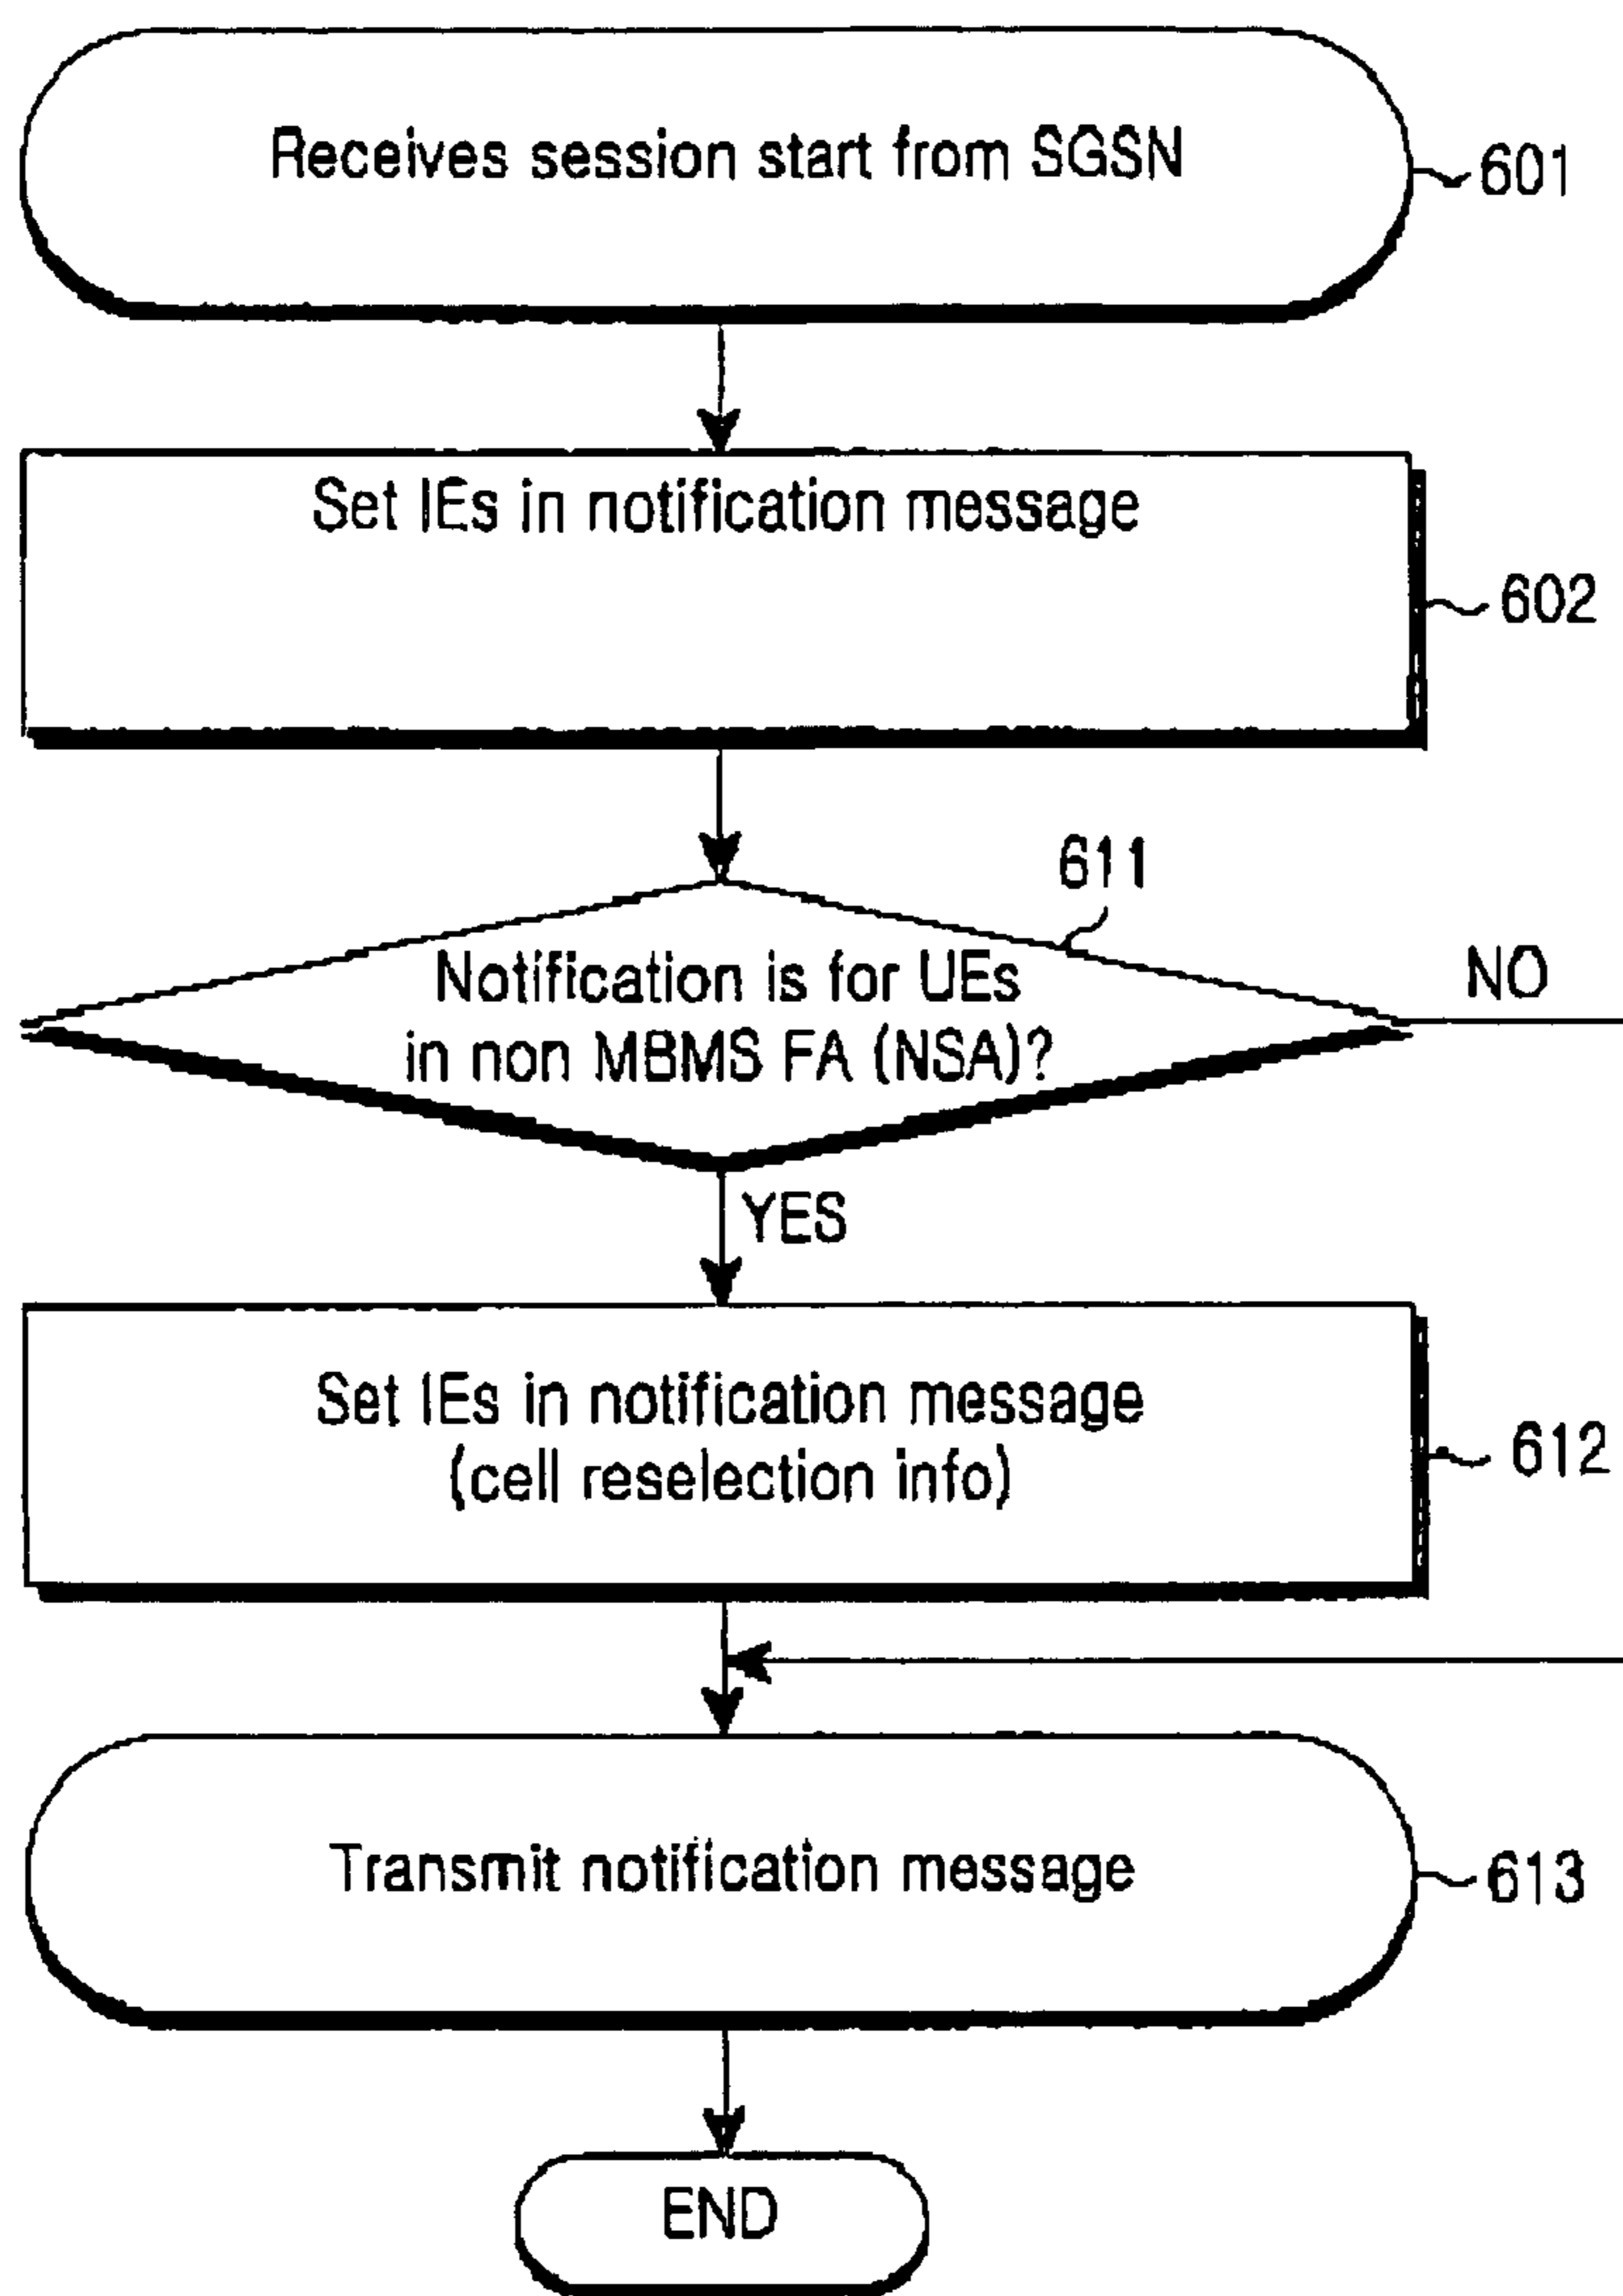 Receives session start from SGSN
601
Set IEs in notification message
602
611
Notification is for UEs
in non MBMS FA (NSA)?
NO
YES
Set IEs in notification message
(cell reselection info)
612
Transmit notification message
613
END